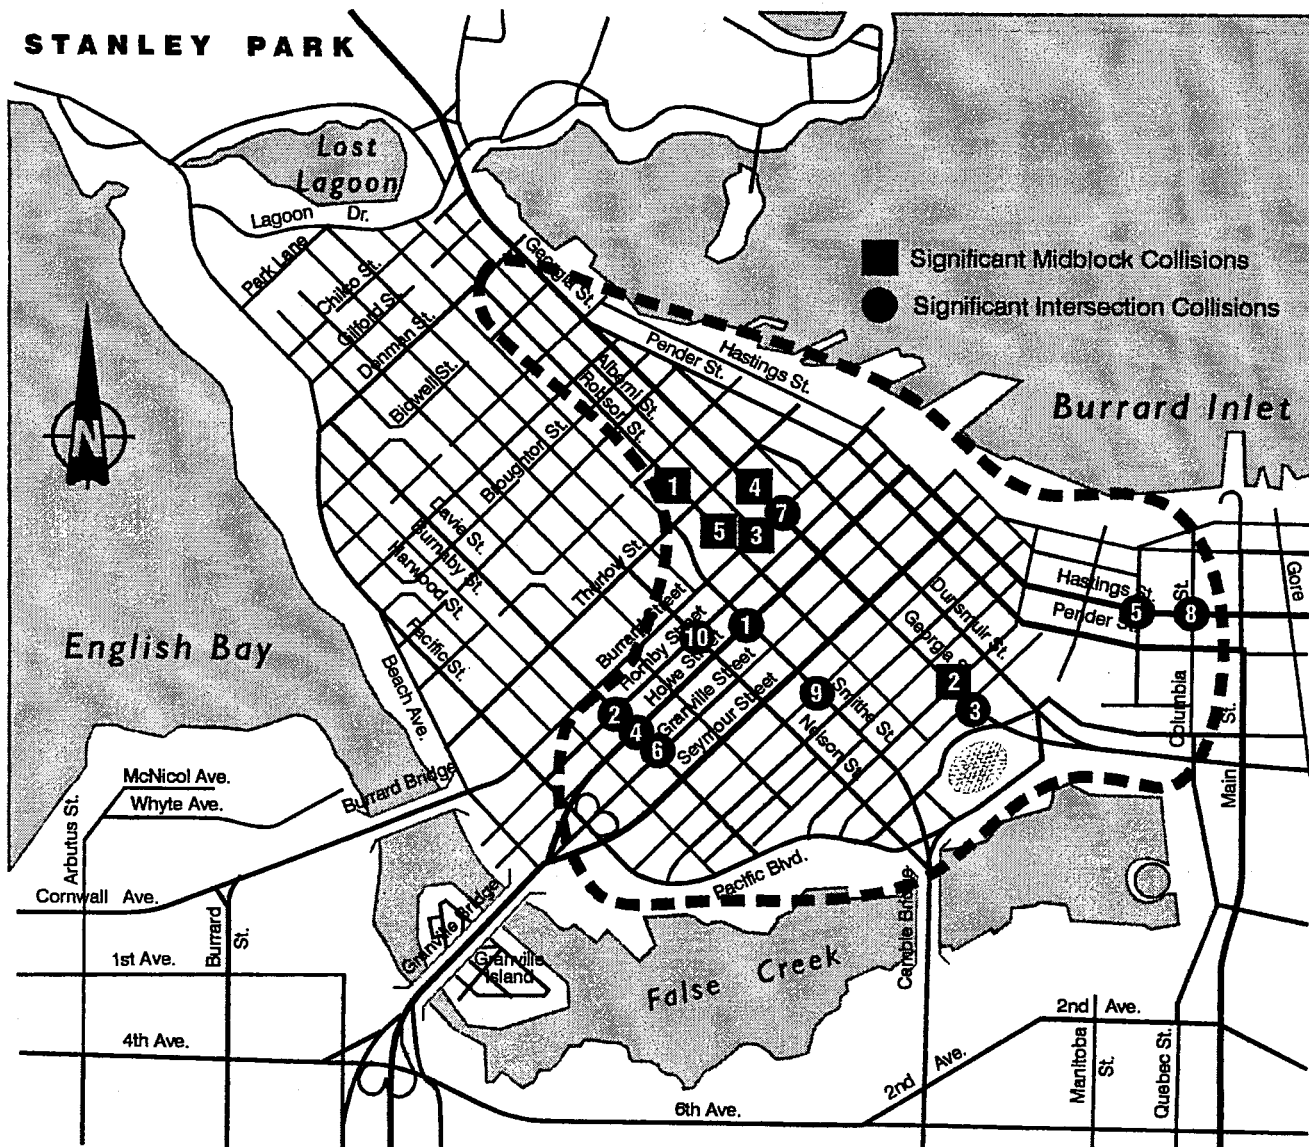 STANLEY PARK
Lost
Lagoon
Lagoon Dr.
Park Lane
Chilco St.
Gilford St.
Denman St.
Bidwell St.
Broughton St.
Georgia St.
Significant Midblock Collisions
Significant Intersection Collisions
Pender St.
Hastings St.
Alberni St.
Robson St.
Burrard Inlet
N
1
4
7
5
3
Davie St.
Burnaby St.
Harwood St.
Pacific St.
Thurlow St.
Burrard Street
Hornby Street
Howe Street
Granville Street
Seymour Street
10
1
2
4
6
9
Smithe St.
Nelson St.
Dunsmuir St.
Georgia S
2
3
Hastings St.
Pender St.
5
8
St.
Columbia
Gore
Main
St.
English Bay
Beach Ave.
McNicol Ave.
Whyte Ave.
Burrard Bridge
Arbutus St.
Cornwall Ave.
Burrard
St.
1st Ave.
4th Ave.
Granville Bridge
Granville
Island
Pacific Blvd.
Cambie Bridge
False Creek
2nd Ave.
2nd Ave.
Manitoba
St.
Quebec St.
6th Ave.